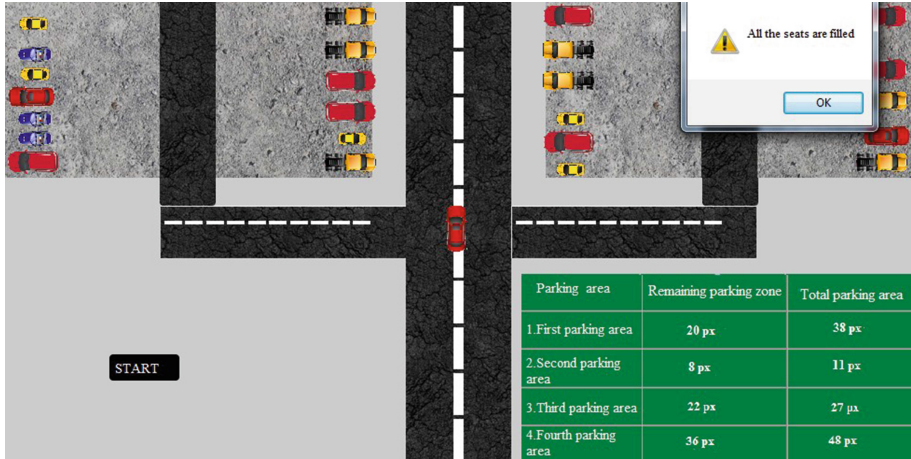 All the seats are filled
OK
START
Parking area Remaining parking zone Total parking area
1.First parking area 20 px 38 px
2.Second parking area 8 px 11 px
3.Third parking area 22 px 27 µx
4.Fourth parking area 36 px 48 px